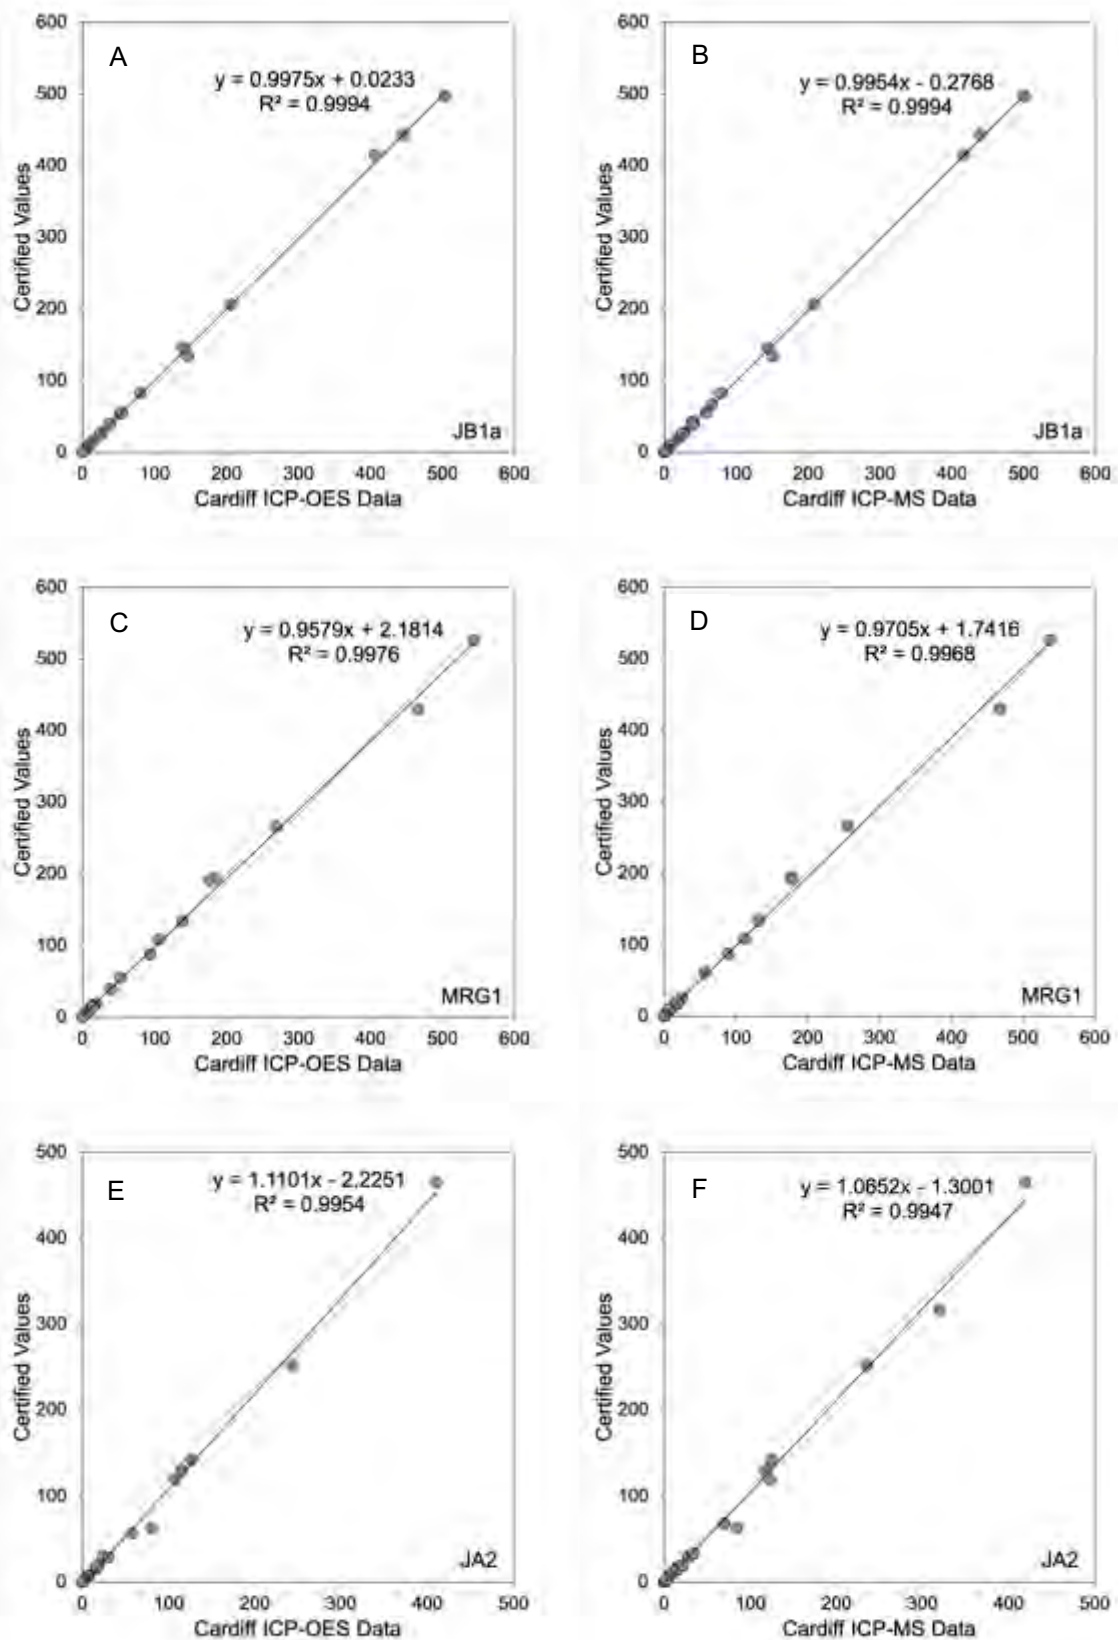 A
y = 0.9975x + 0.0233
R² = 0.9994
600
500
400
300
200
100
0
Certified Values
JB1a
0 100 200 300 400 500 600
Cardiff ICP-OES Data
B
y = 0.9954x - 0.2768
R² = 0.9994
600
500
400
300
200
100
0
Certified Values
JB1a
0 100 200 300 400 500 600
Cardiff ICP-MS Data
C
y = 0.9579x + 2.1814
R² = 0.9976
600
500
400
300
200
100
0
Certified Values
MRG1
0 100 200 300 400 500 600
Cardiff ICP-OES Data
D
y = 0.9705x + 1.7416
R² = 0.9968
600
500
400
300
200
100
0
Certified Values
MRG1
0 100 200 300 400 500 600
Cardiff ICP-MS Data
E
y = 1.1101x - 2.2251
R² = 0.9954
500
400
300
200
100
0
Certified Values
JA2
0 100 200 300 400 500
Cardiff ICP-OES Data
F
y = 1.0652x - 1.3001
R² = 0.9947
500
400
300
200
100
0
Certified Values
JA2
0 100 200 300 400 500
Cardiff ICP-MS Data